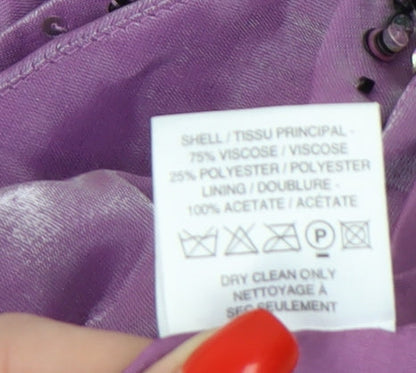 SHELL / TISSU PRINCIPAL -
75% VISCOSE / VISCOSE
25% POLYESTER / POLYESTER
LINING / DOUBLURE -
100% ACETATE / ACÉTATE
P
DRY CLEAN ONLY
NETTOYAGE À
SEC SEULEMENT